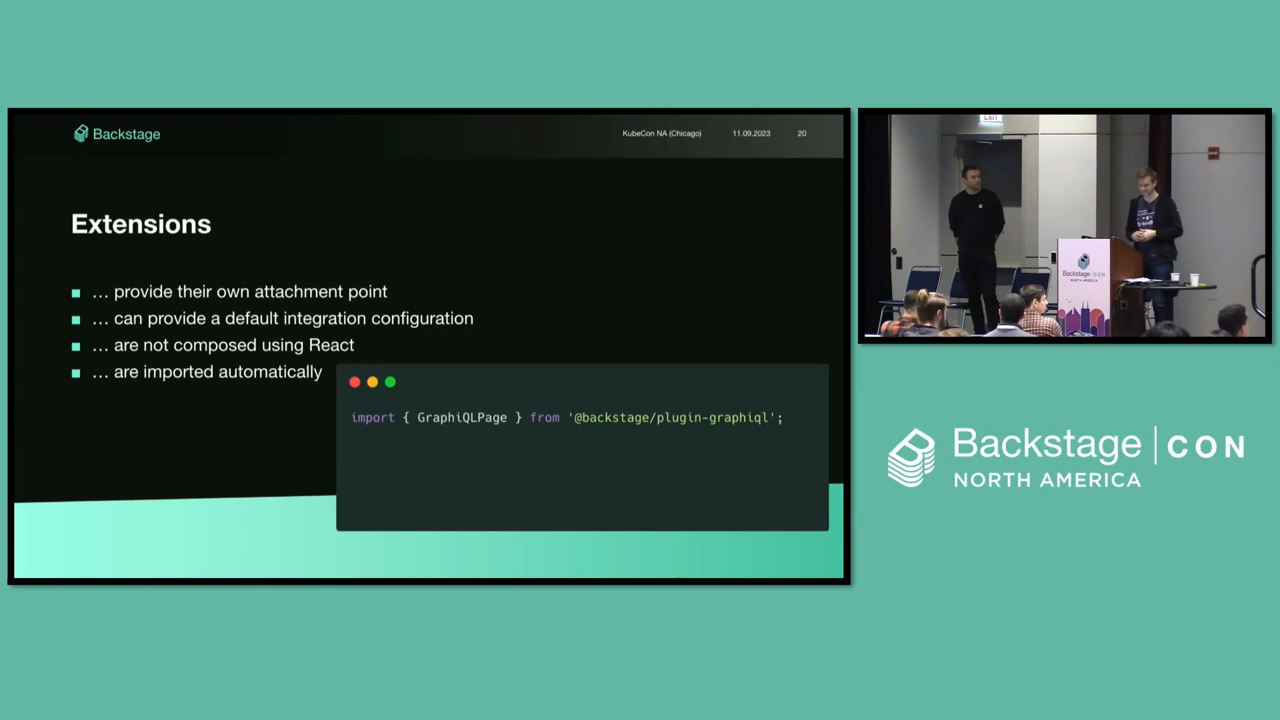 Backstage
KubeCon NA (Chicago) 11.09.2023 20
Extensions
… provide their own attachment point
… can provide a default integration configuration
… are not composed using React
… are imported automatically
import { GraphiQLPage } from '@backstage/plugin-graphiql';
EXIT
Backstage CON
NORTH AMERICA
Backstage | CON
NORTH AMERICA